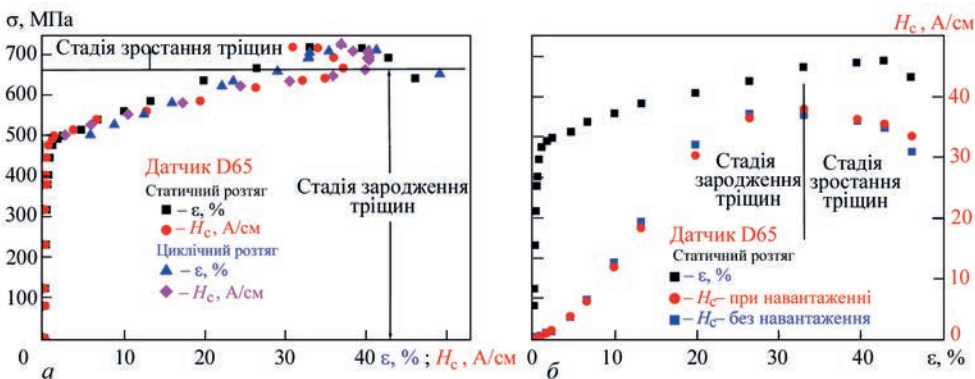 σ, МПа
700
600
500
400
300
200
100
0
10
20
30
40
ε, % ; Hc, А/см
а
Стадія зростання тріщин
Стадія зародження
тріщин
Датчик D65
Статичний розтяг
– ε, %
– Hc, А/см
Циклічний розтяг
– ε, %
– Hc, А/см
Hc, А/см
40
30
20
10
0
0
10
20
30
40
ε, %
б
Стадія
зародження
тріщин
Стадія
зростання
тріщин
Датчик D65
Статичний розтяг
– ε, %
– Hc– при навантаженні
– Hc– без навантаження